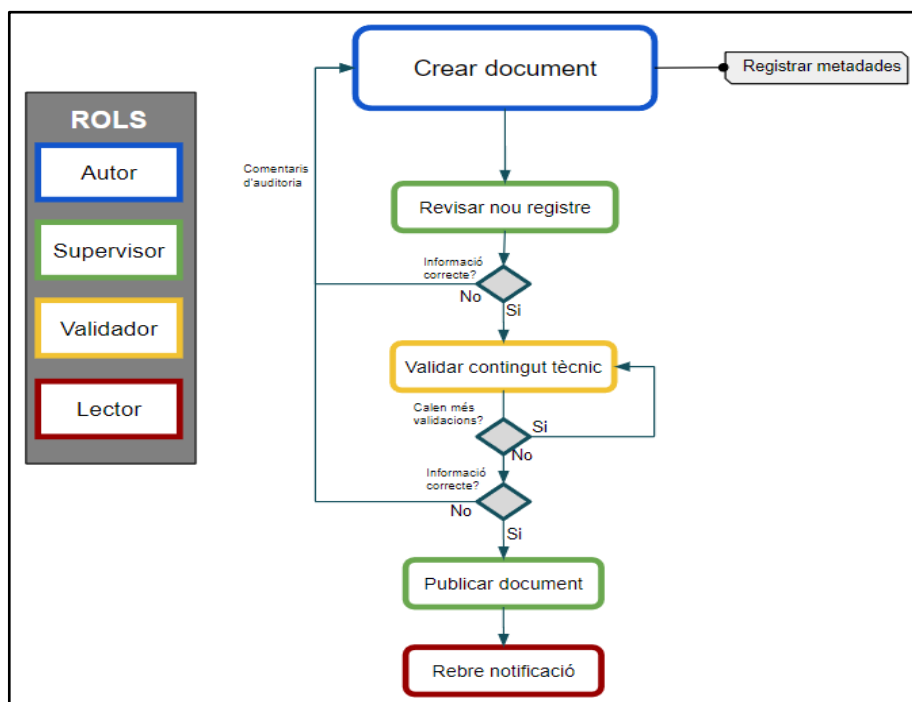 Crear document
Registrar metadades
ROLS
Autor
Supervisor
Validador
Lector
Comentaris
d'auditoria
Revisar nou registre
Informació
correcte?
No
Si
Validar contingut tècnic
Calen més
validacions?
Si
No
Informació
correcte?
No
Si
Publicar document
Rebre notificació